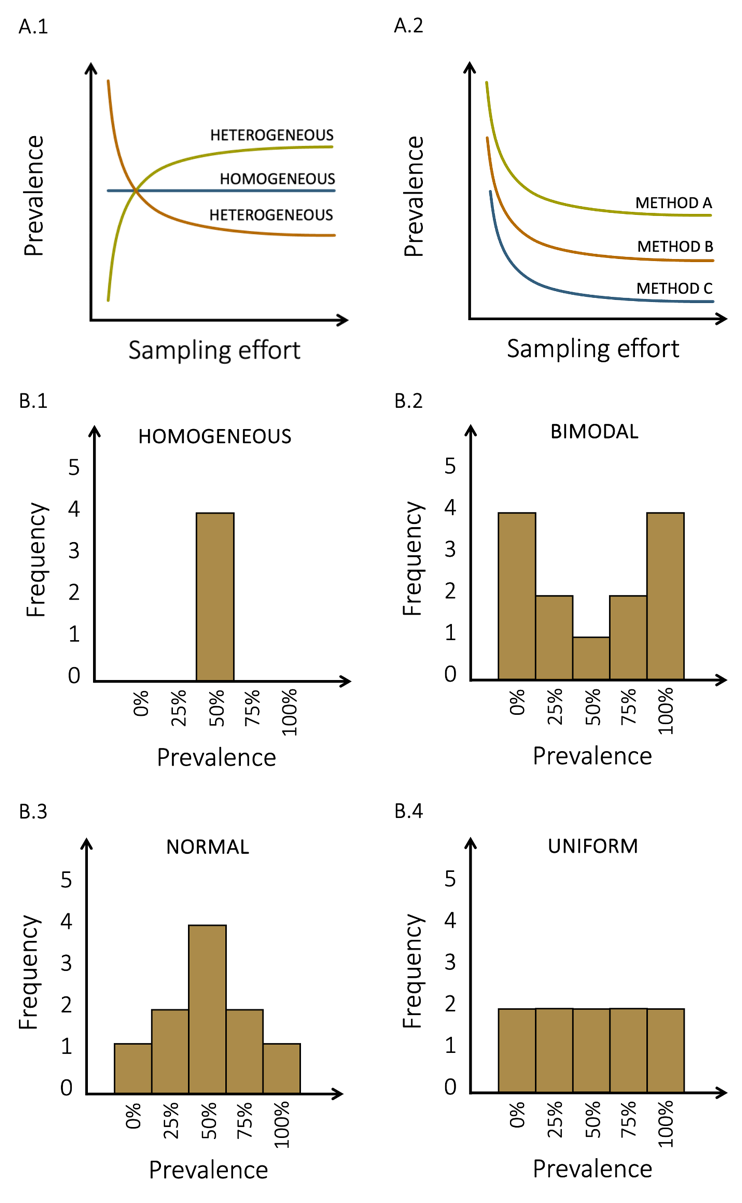 A.1
Prevalence
HETEROGENEOUS
HOMOGENEOUS
HETEROGENEOUS
Sampling effort
A.2
Prevalence
METHOD A
METHOD B
METHOD C
Sampling effort
B.1
HOMOGENEOUS
Frequency
5
4
3
2
1
0
0%
25%
50%
75%
100%
Prevalence
B.2
BIMODAL
Frequency
5
4
3
2
1
0
0%
25%
50%
75%
100%
Prevalence
B.3
NORMAL
Frequency
5
4
3
2
1
0
0%
25%
50%
75%
100%
Prevalence
B.4
UNIFORM
Frequency
5
4
3
2
1
0
0%
25%
50%
75%
100%
Prevalence